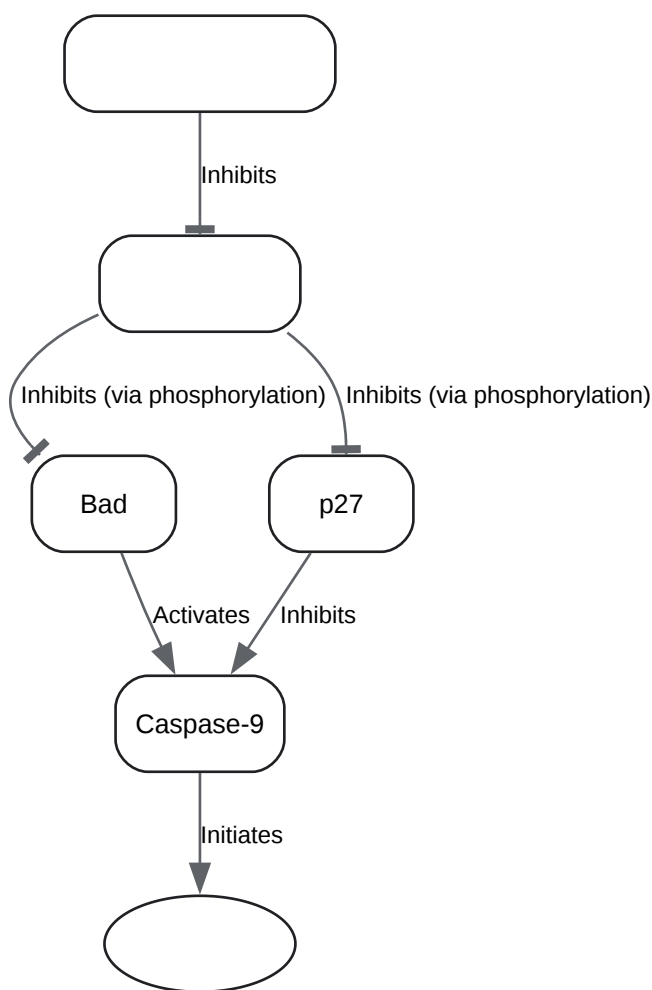 Inhibits
Inhibits (via phosphorylation)
Inhibits (via phosphorylation)
Bad
p27
Activates
Inhibits
Caspase-9
Initiates